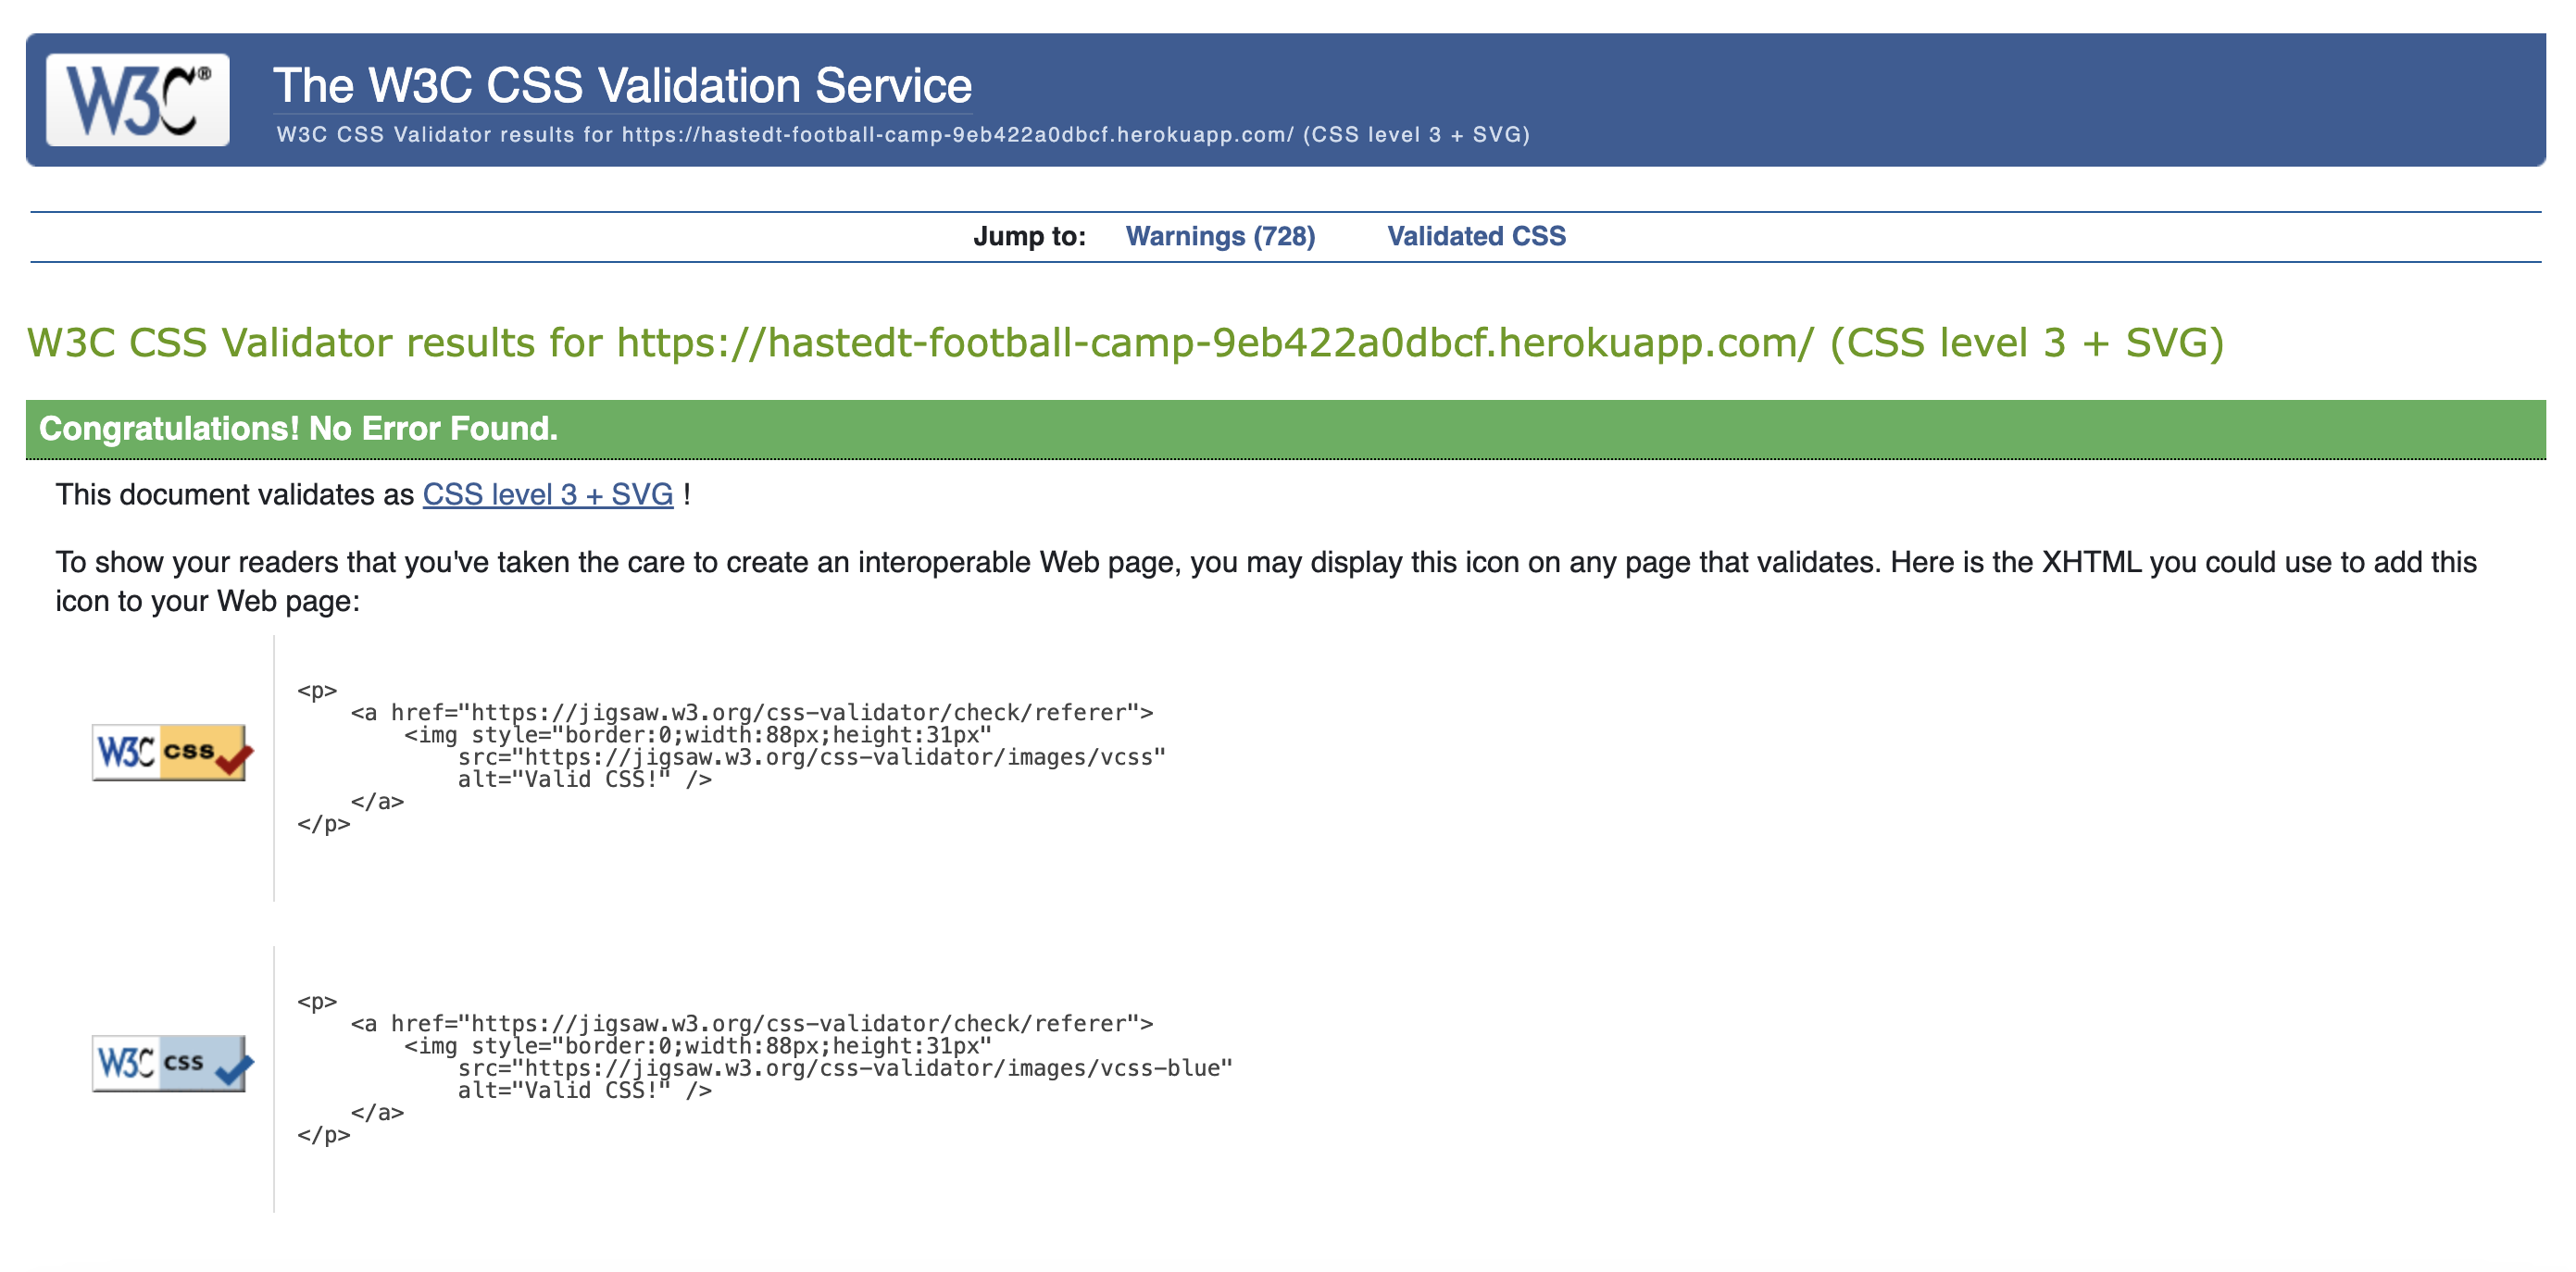 W3C®
The W3C CSS Validation Service
W3C CSS Validator results for https://hastedt-football-camp-9eb422a0dbcf.herokuapp.com/ (CSS level 3 + SVG)
Jump to: Warnings (728) Validated CSS
W3C CSS Validator results for https://hastedt-football-camp-9eb422a0dbcf.herokuapp.com/ (CSS level 3 + SVG)
Congratulations! No Error Found.
This document validates as CSS level 3 + SVG !
To show your readers that you've taken the care to create an interoperable Web page, you may display this icon on any page that validates. Here is the XHTML you could use to add this
icon to your Web page:
W3C css
<p>
    <a href="https://jigsaw.w3.org/css-validator/check/referer">
        <img style="border:0;width:88px;height:31px"
            src="https://jigsaw.w3.org/css-validator/images/vcss"
            alt="Valid CSS!" />
    </a>
</p>
W3C css
<p>
    <a href="https://jigsaw.w3.org/css-validator/check/referer">
        <img style="border:0;width:88px;height:31px"
            src="https://jigsaw.w3.org/css-validator/images/vcss-blue"
            alt="Valid CSS!" />
    </a>
</p>